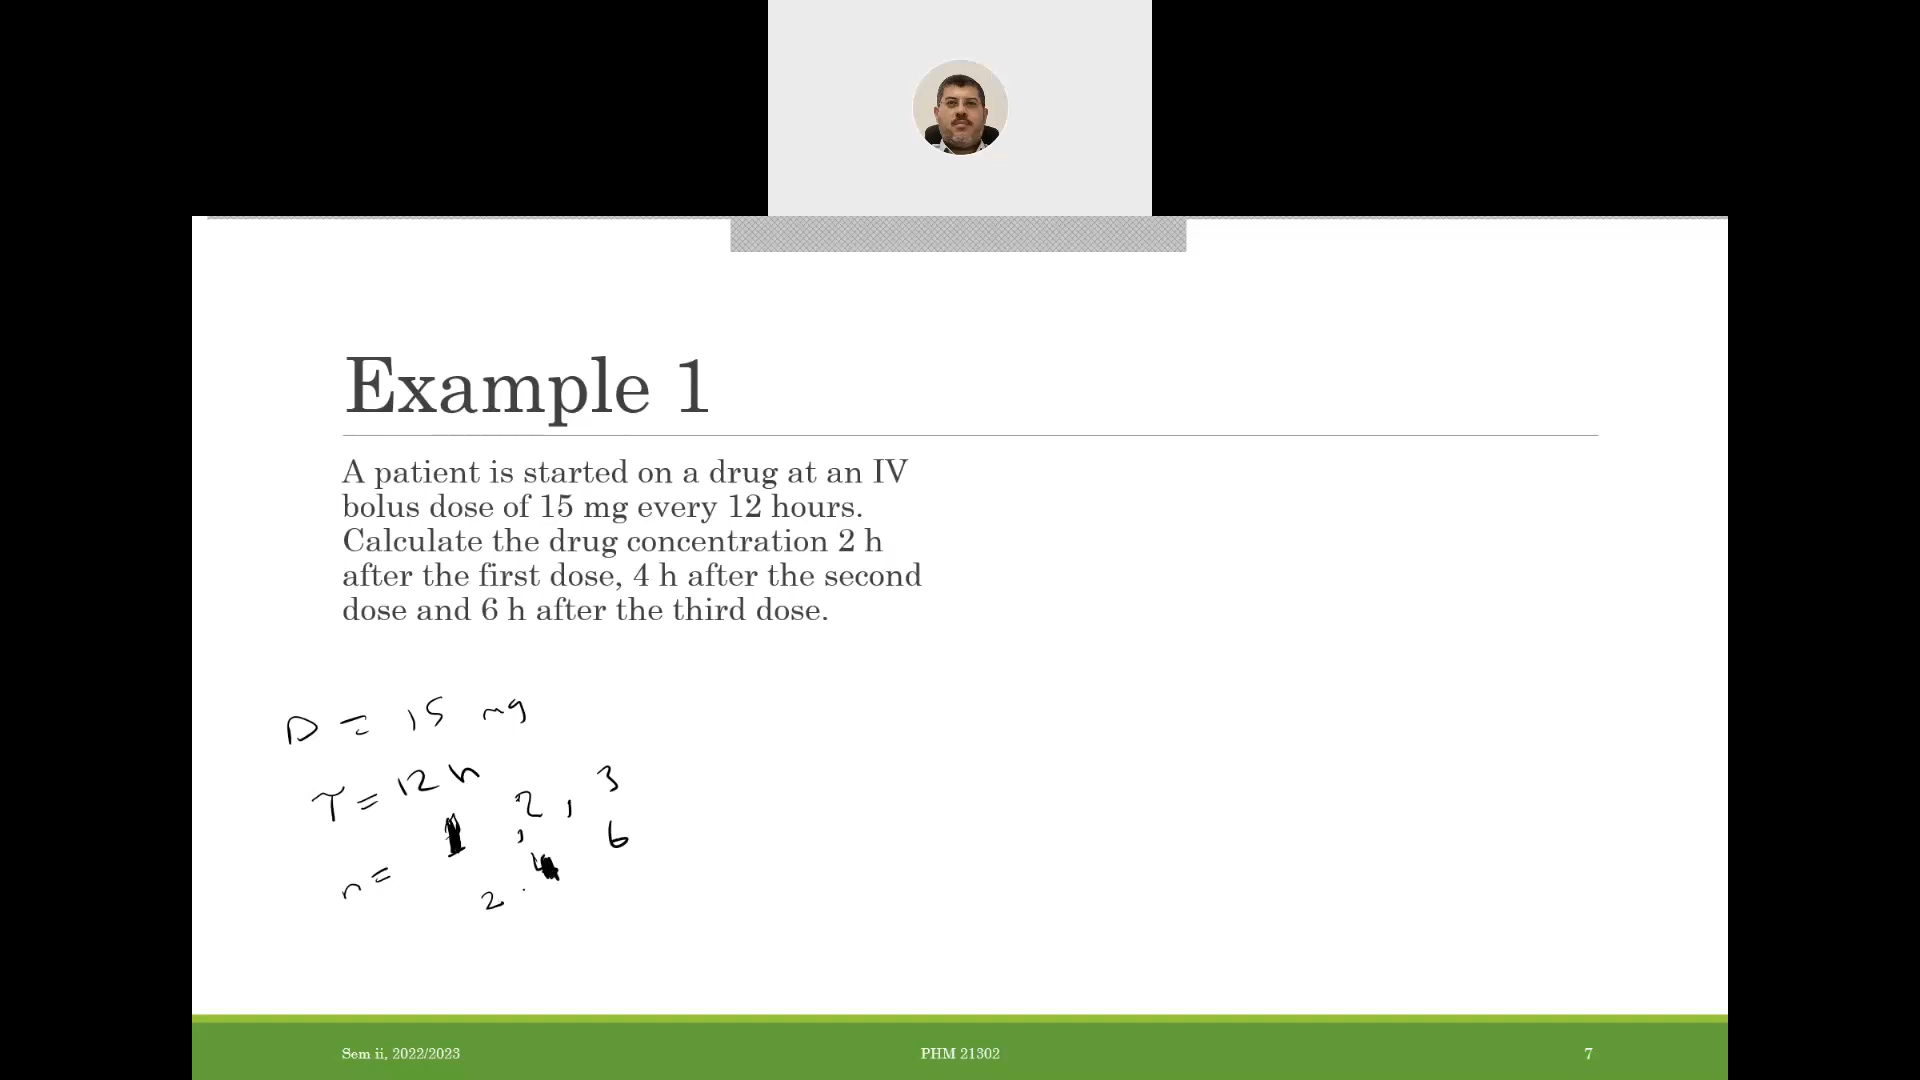 Example 1
A patient is started on a drug at an IV
bolus dose of 15 mg every 12 hours.
Calculate the drug concentration 2 h
after the first dose, 4 h after the second
dose and 6 h after the third dose.
D = 15 mg
τ = 12 h
n = 1 , 2 , 3
2 . 4 6
Sem ii, 2022/2023
PHM 21302
7